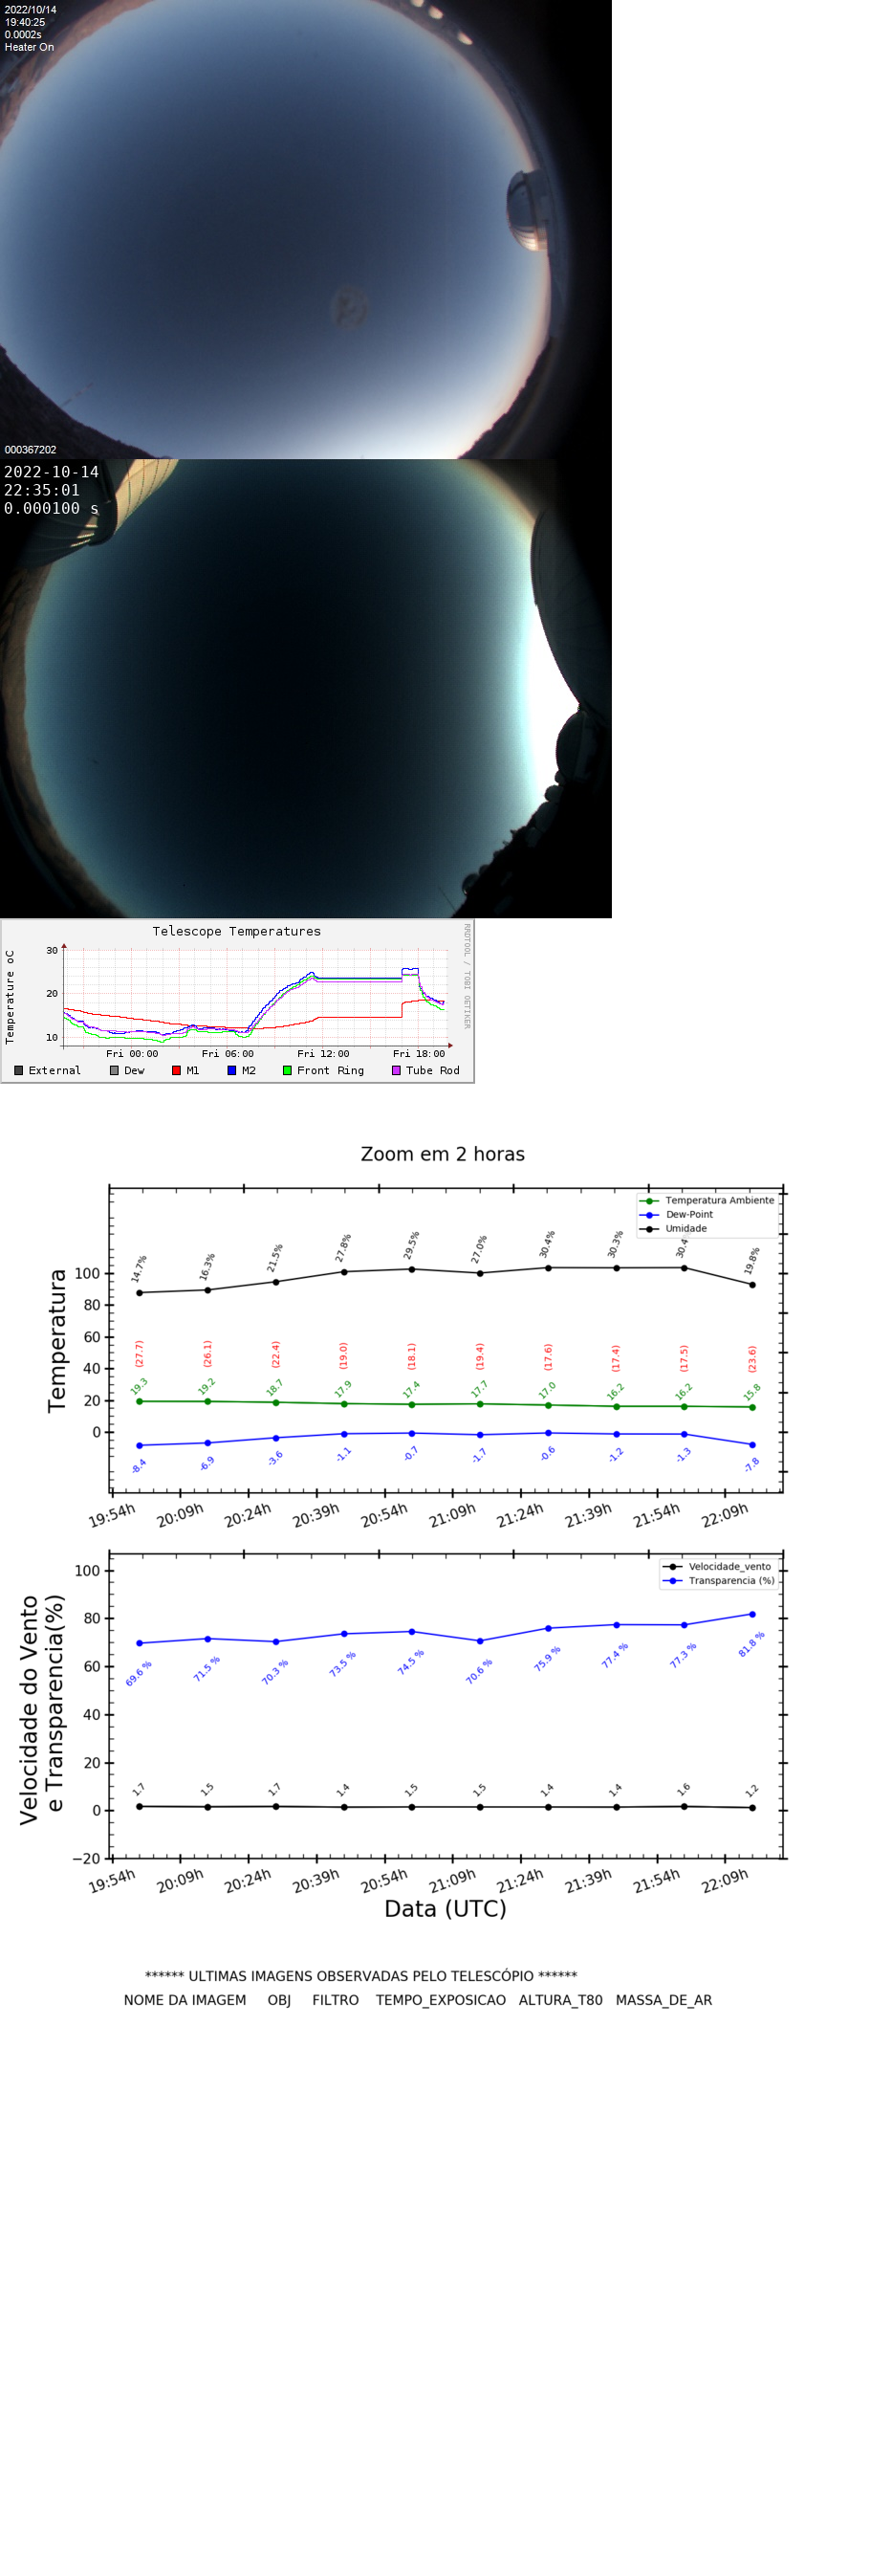 2022/10/14
19:40:25
0.0002s
Heater On
000367202
2022-10-14
22:35:01
0.000100 s
Telescope Temperatures
RRDTOOL / TOBI OETIKER
Temperature oC
30
20
10
Fri 00:00 Fri 06:00 Fri 12:00 Fri 18:00
External Dew M1 M2 Front Ring Tube Rod
Zoom em 2 horas
Temperatura Ambiente
Dew-Point
Umidade
Temperatura
100
80
60
40
20
0
14.7% 16.3% 21.5% 27.8% 29.5% 27.0% 30.4% 30.3% 30.4 19.8%
(27.7) (26.1) (22.4) (19.0) (18.1) (19.4) (17.6) (17.4) (17.5) (23.6)
19.3 19.2 18.7 17.9 17.4 17.7 17.0 16.2 16.2 15.8
-8.4 -6.9 -3.6 -1.1 -0.7 -1.7 -0.6 -1.2 -1.3 -7.8
19:54h 20:09h 20:24h 20:39h 20:54h 21:09h 21:24h 21:39h 21:54h 22:09h
Velocidade_vento
Transparencia (%)
Velocidade do Vento
e Transparencia(%)
100
80
60
40
20
0
−20
69.6 % 71.5 % 70.3 % 73.5 % 74.5 % 70.6 % 75.9 % 77.4 % 77.3 % 81.8 %
1.7 1.5 1.7 1.4 1.5 1.5 1.4 1.4 1.6 1.2
19:54h 20:09h 20:24h 20:39h 20:54h 21:09h 21:24h 21:39h 21:54h 22:09h
Data (UTC)
****** ULTIMAS IMAGENS OBSERVADAS PELO TELESCÓPIO ******
NOME DA IMAGEM OBJ FILTRO TEMPO_EXPOSICAO ALTURA_T80 MASSA_DE_AR